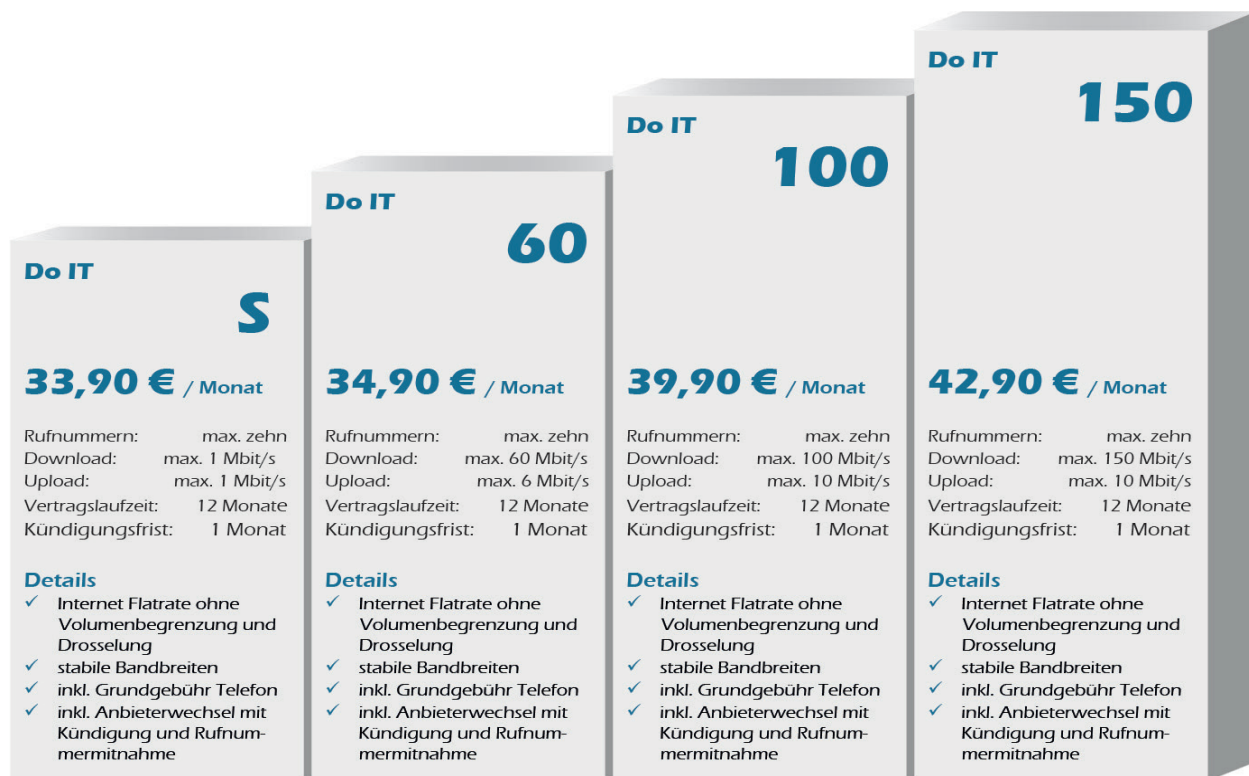 Do IT
S
33,90 € / Monat
Rufnummern: max. zehn
Download: max. 1 Mbit/s
Upload: max. 1 Mbit/s
Vertragslaufzeit: 12 Monate
Kündigungsfrist: 1 Monat
Details
✓ Internet Flatrate ohne
Volumenbegrenzung und
Drosselung
✓ stabile Bandbreiten
✓ inkl. Grundgebühr Telefon
✓ inkl. Anbieterwechsel mit
Kündigung und Rufnum-
mermitnahme
Do IT
60
34,90 € / Monat
Rufnummern: max. zehn
Download: max. 60 Mbit/s
Upload: max. 6 Mbit/s
Vertragslaufzeit: 12 Monate
Kündigungsfrist: 1 Monat
Details
✓ Internet Flatrate ohne
Volumenbegrenzung und
Drosselung
✓ stabile Bandbreiten
✓ inkl. Grundgebühr Telefon
✓ inkl. Anbieterwechsel mit
Kündigung und Rufnum-
mermitnahme
Do IT
100
39,90 € / Monat
Rufnummern: max. zehn
Download: max. 100 Mbit/s
Upload: max. 10 Mbit/s
Vertragslaufzeit: 12 Monate
Kündigungsfrist: 1 Monat
Details
✓ Internet Flatrate ohne
Volumenbegrenzung und
Drosselung
✓ stabile Bandbreiten
✓ inkl. Grundgebühr Telefon
✓ inkl. Anbieterwechsel mit
Kündigung und Rufnum-
mermitnahme
Do IT
150
42,90 € / Monat
Rufnummern: max. zehn
Download: max. 150 Mbit/s
Upload: max. 10 Mbit/s
Vertragslaufzeit: 12 Monate
Kündigungsfrist: 1 Monat
Details
✓ Internet Flatrate ohne
Volumenbegrenzung und
Drosselung
✓ stabile Bandbreiten
✓ inkl. Grundgebühr Telefon
✓ inkl. Anbieterwechsel mit
Kündigung und Rufnum-
mermitnahme